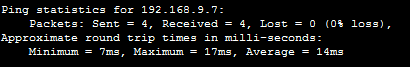 Ping statistics for 192.168.9.7:
    Packets: Sent = 4, Received = 4, Lost = 0 (0% loss),
Approximate round trip times in milli-seconds:
    Minimum = 7ms, Maximum = 17ms, Average = 14ms